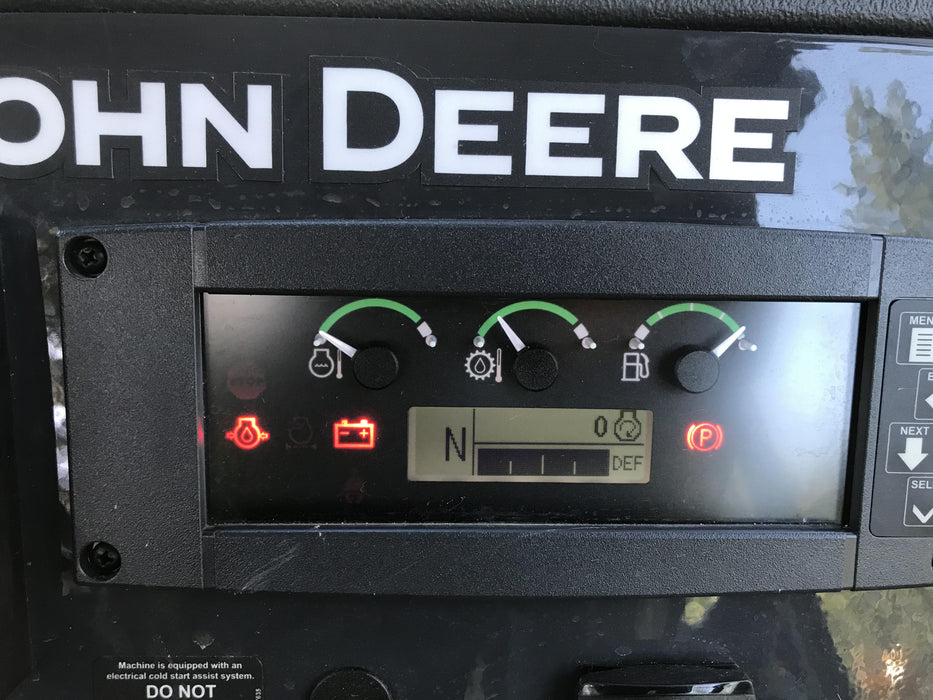 OHN DEERE
STOP
MEN
NEXT
SEL
N
0
DEF
P
Machine is equipped with an
electrical cold start assist system.
DO NOT